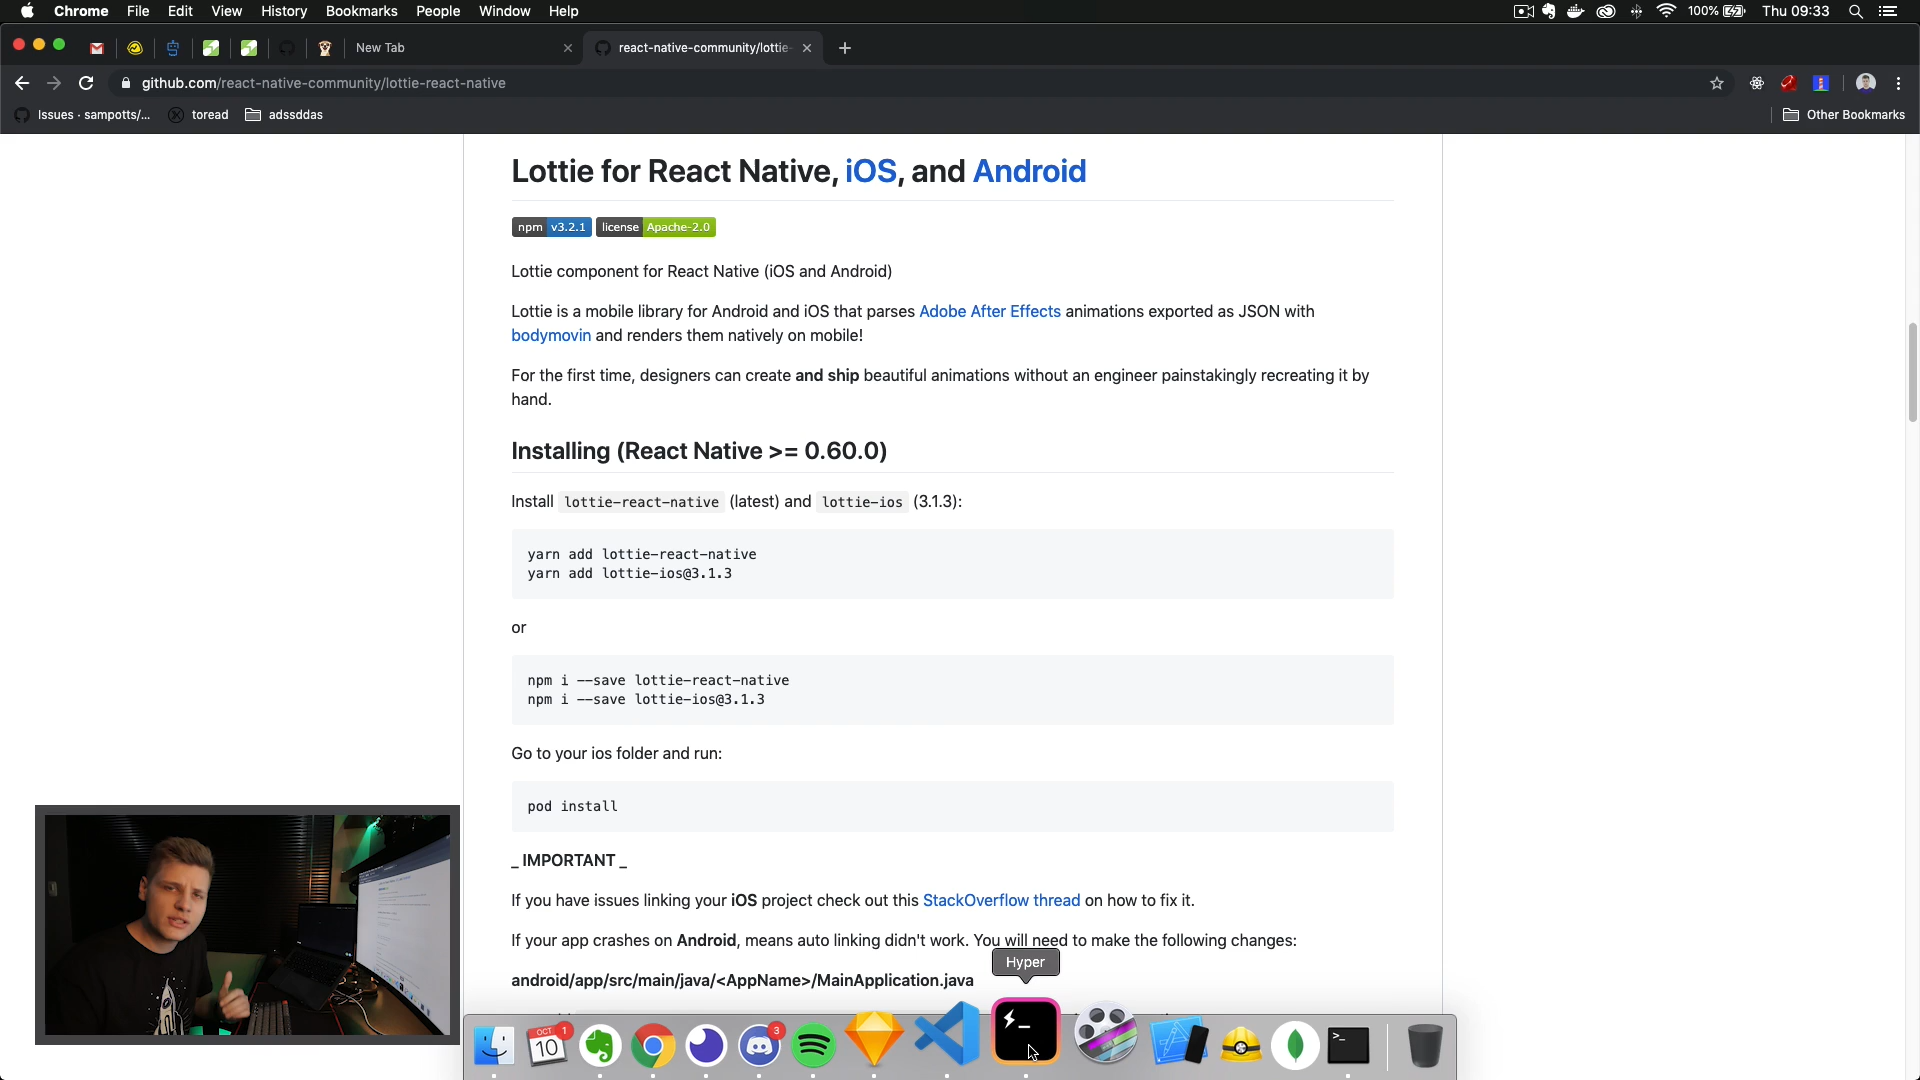 Chrome File Edit View History Bookmarks People Window Help
100% Thu 09:33
New Tab
react-native-community/lottie-
github.com/react-native-community/lottie-react-native
Issues · sampotts/... toread adssddas Other Bookmarks
Lottie for React Native, iOS, and Android
npm v3.2.1 license Apache-2.0
Lottie component for React Native (iOS and Android)
Lottie is a mobile library for Android and iOS that parses Adobe After Effects animations exported as JSON with
bodymovin and renders them natively on mobile!
For the first time, designers can create and ship beautiful animations without an engineer painstakingly recreating it by
hand.
Installing (React Native >= 0.60.0)
Install lottie-react-native (latest) and lottie-ios (3.1.3):
yarn add lottie-react-native
yarn add lottie-ios@3.1.3
or
npm i --save lottie-react-native
npm i --save lottie-ios@3.1.3
Go to your ios folder and run:
pod install
_ IMPORTANT _
If you have issues linking your iOS project check out this StackOverflow thread on how to fix it.
If your app crashes on Android, means auto linking didn't work. You will need to make the following changes:
Hyper
android/app/src/main/java/<AppName>/MainApplication.java
OCT 1
10
3